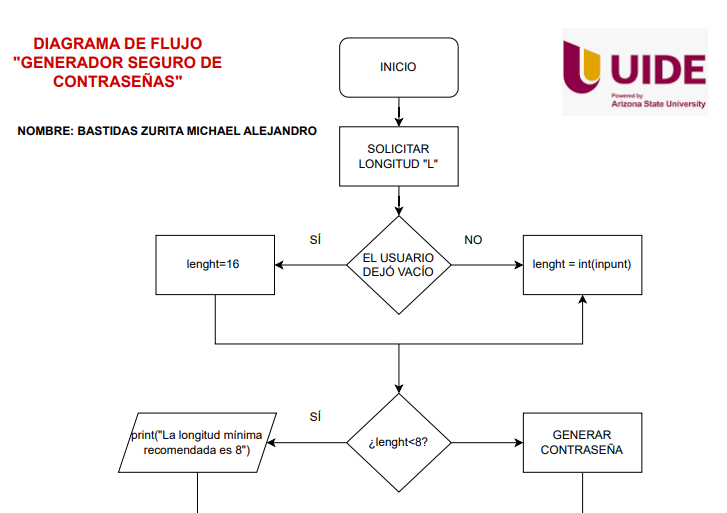 DIAGRAMA DE FLUJO
"GENERADOR SEGURO DE
CONTRASEÑAS"
INICIO
UIDE
Powered by
Arizona State University
NOMBRE: BASTIDAS ZURITA MICHAEL ALEJANDRO
SOLICITAR
LONGITUD "L"
SÍ
NO
lenght=16
EL USUARIO
DEJÓ VACÍO
lenght = int(inpunt)
SÍ
print("La longitud mínima
recomendada es 8")
¿lenght<8?
GENERAR
CONTRASEÑA